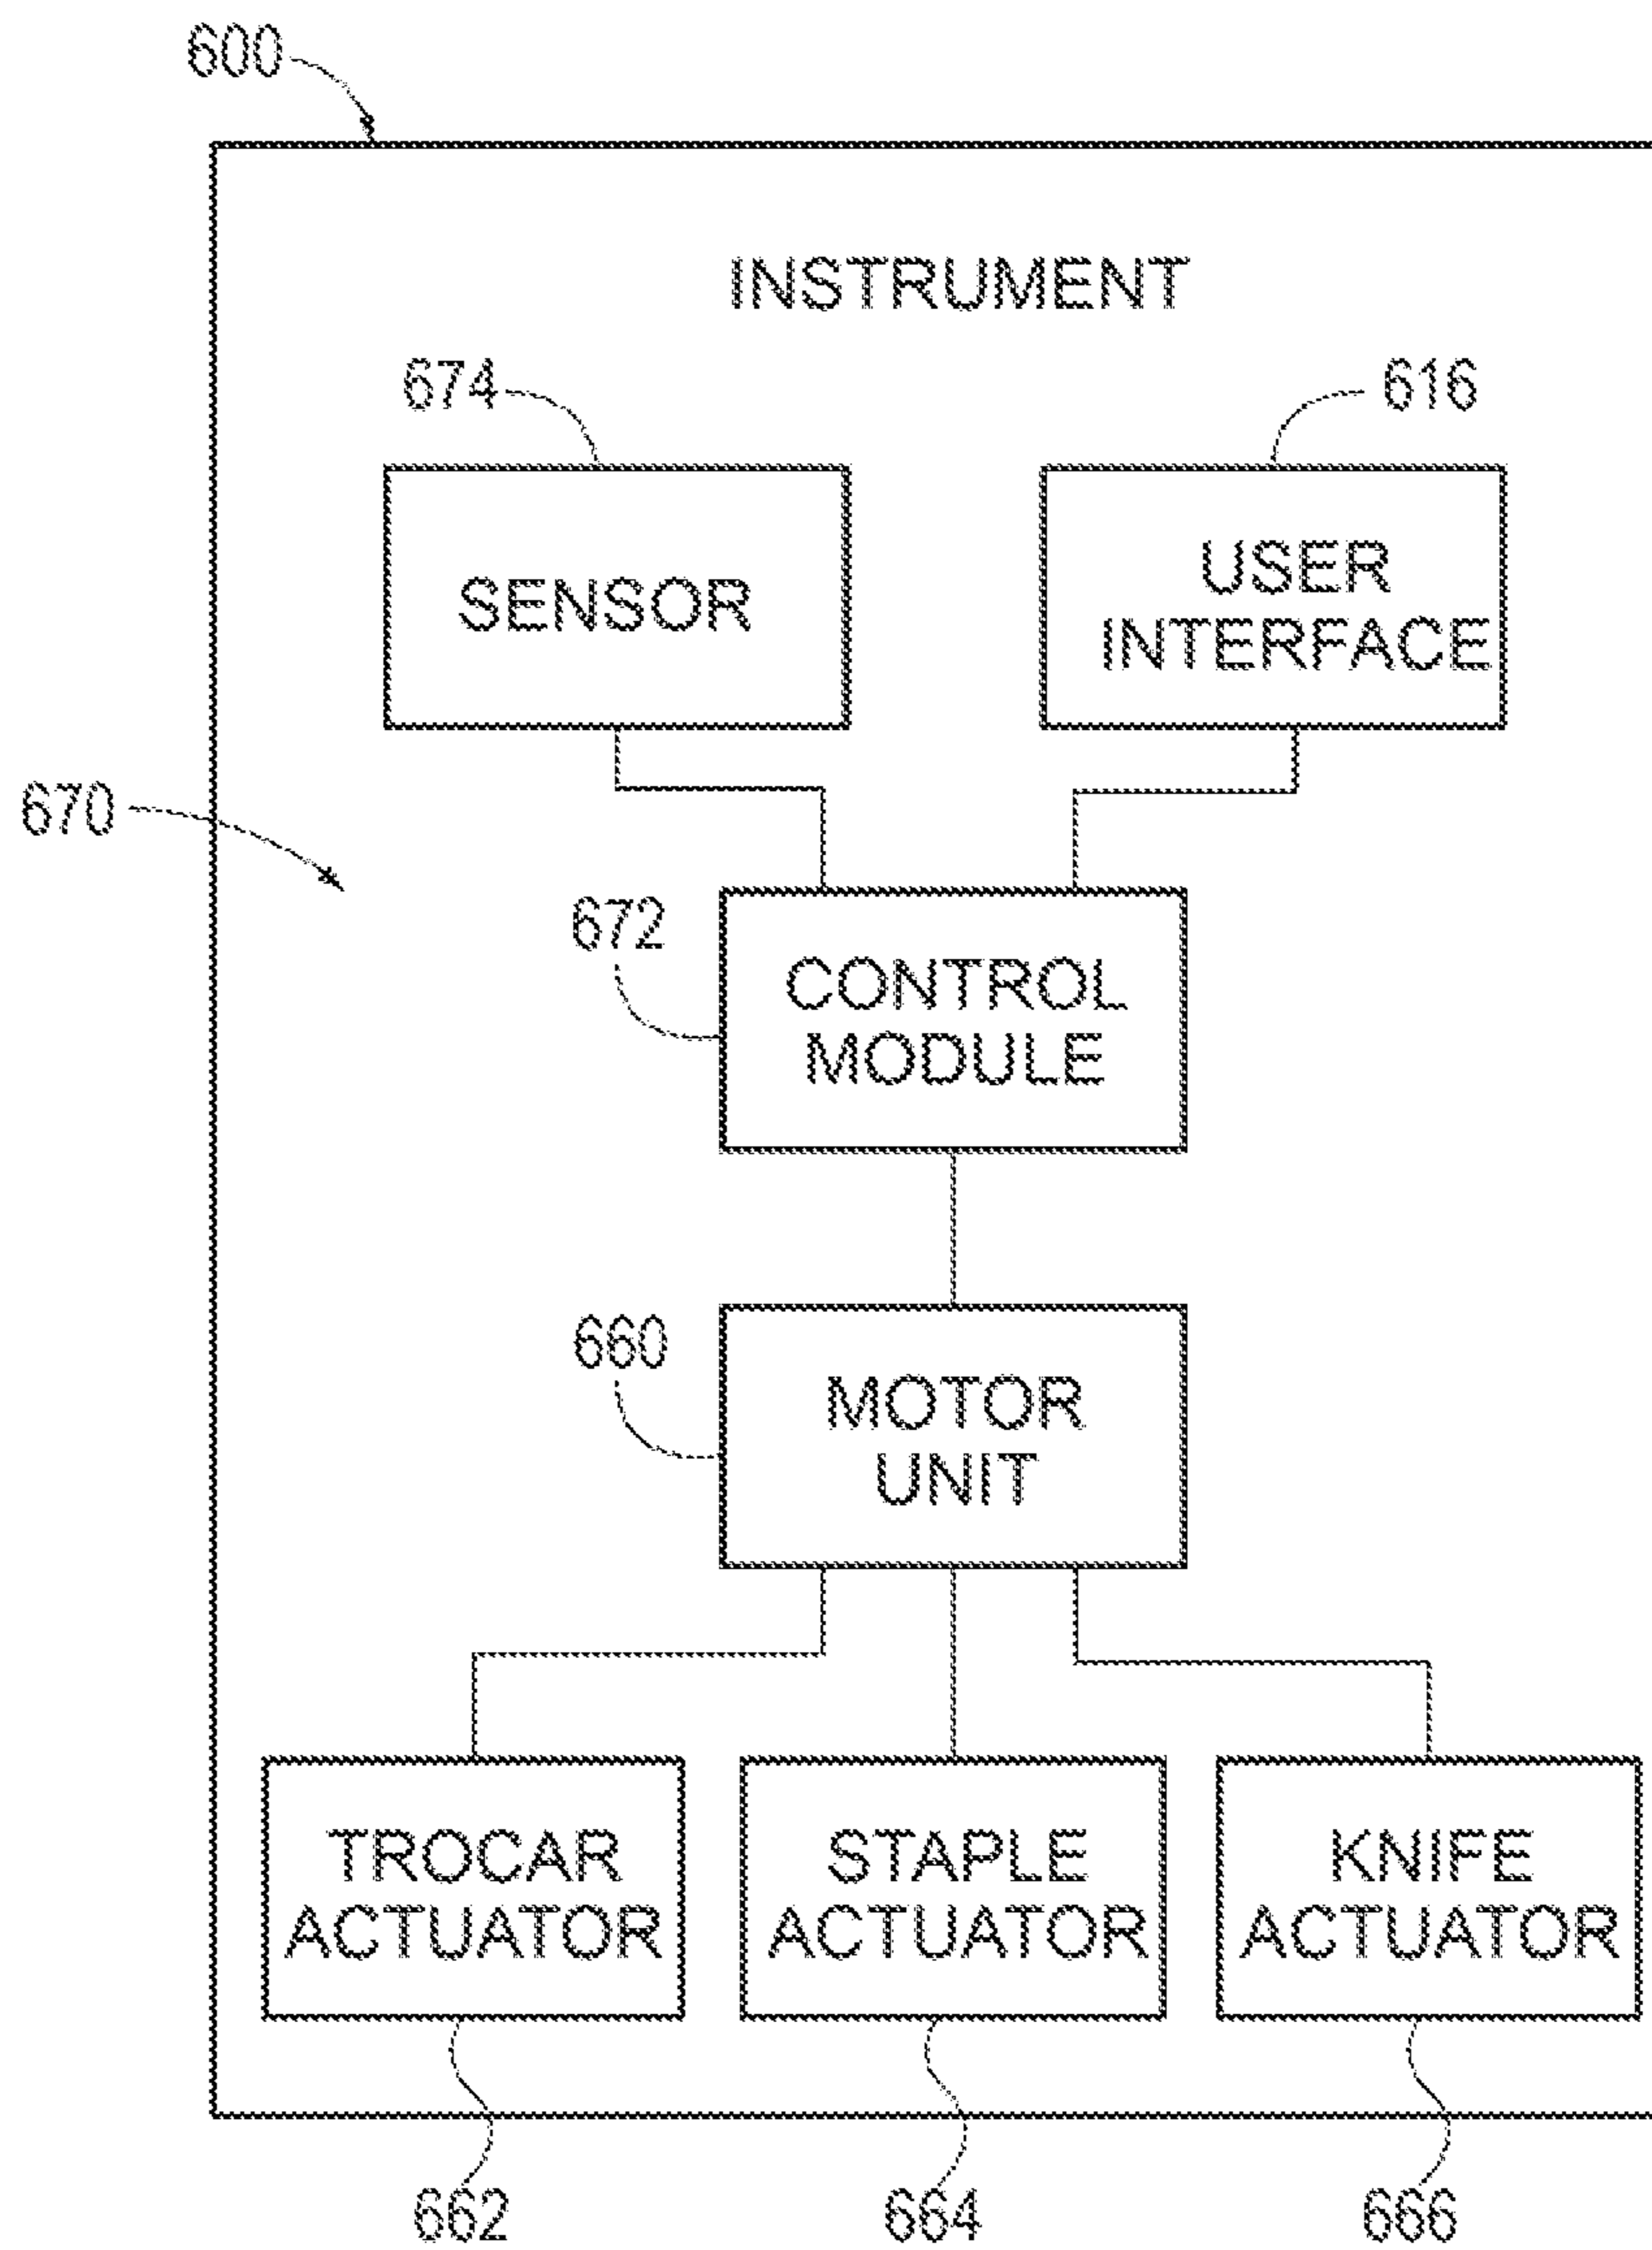 600
INSTRUMENT
674
616
SENSOR
USER
INTERFACE
670
672
CONTROL
MODULE
660
MOTOR
UNIT
TROCAR
ACTUATOR
STAPLE
ACTUATOR
KNIFE
ACTUATOR
662
664
666